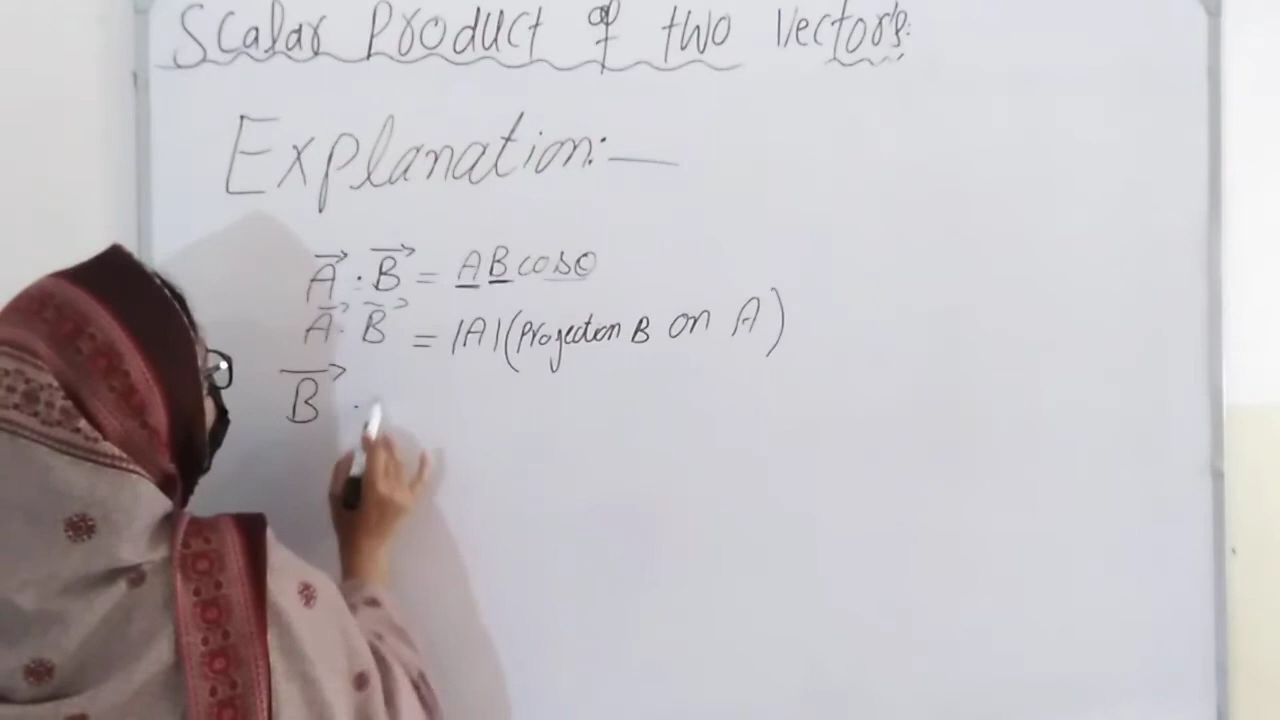 Scalar Product of two Vectors.
Explanation:—
A⃗ . B⃗ = AB cosθ
A⃗ . B⃗ = |A|(Projection B on A)
B⃗ .